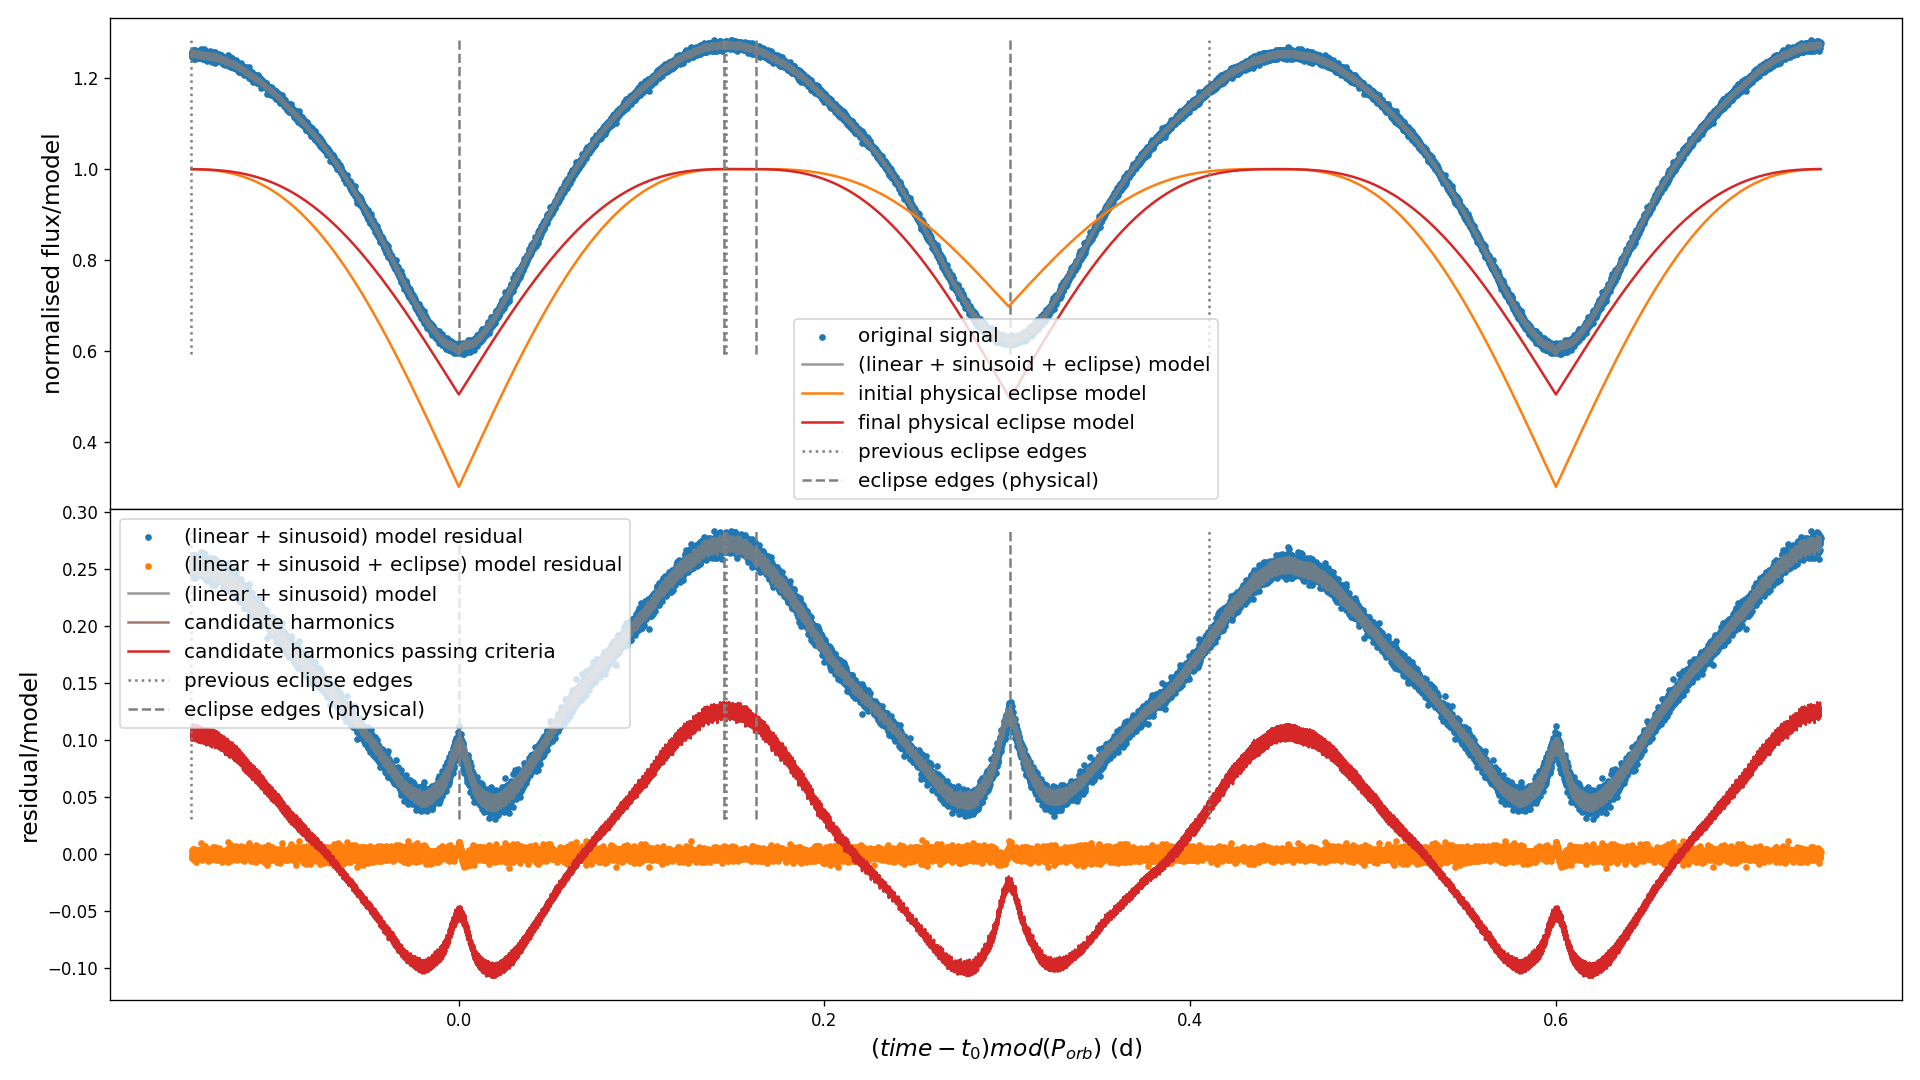 normalised flux/model
1.2
1.0
0.8
0.6
0.4
original signal
(linear + sinusoid + eclipse) model
initial physical eclipse model
final physical eclipse model
previous eclipse edges
eclipse edges (physical)
residual/model
0.30
0.25
0.20
0.15
0.10
0.05
0.00
−0.05
−0.10
(linear + sinusoid) model residual
(linear + sinusoid + eclipse) model residual
(linear + sinusoid) model
candidate harmonics
candidate harmonics passing criteria
previous eclipse edges
eclipse edges (physical)
0.0 0.2 0.4 0.6
(time − t₀)mod(Pₒᵣb) (d)